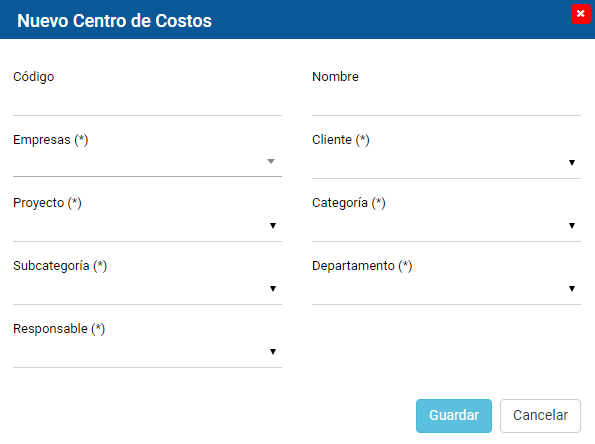 Nuevo Centro de Costos
Código
Nombre
Empresas (*)
Cliente (*)
Proyecto (*)
Categoría (*)
Subcategoría (*)
Departamento (*)
Responsable (*)
Guardar
Cancelar